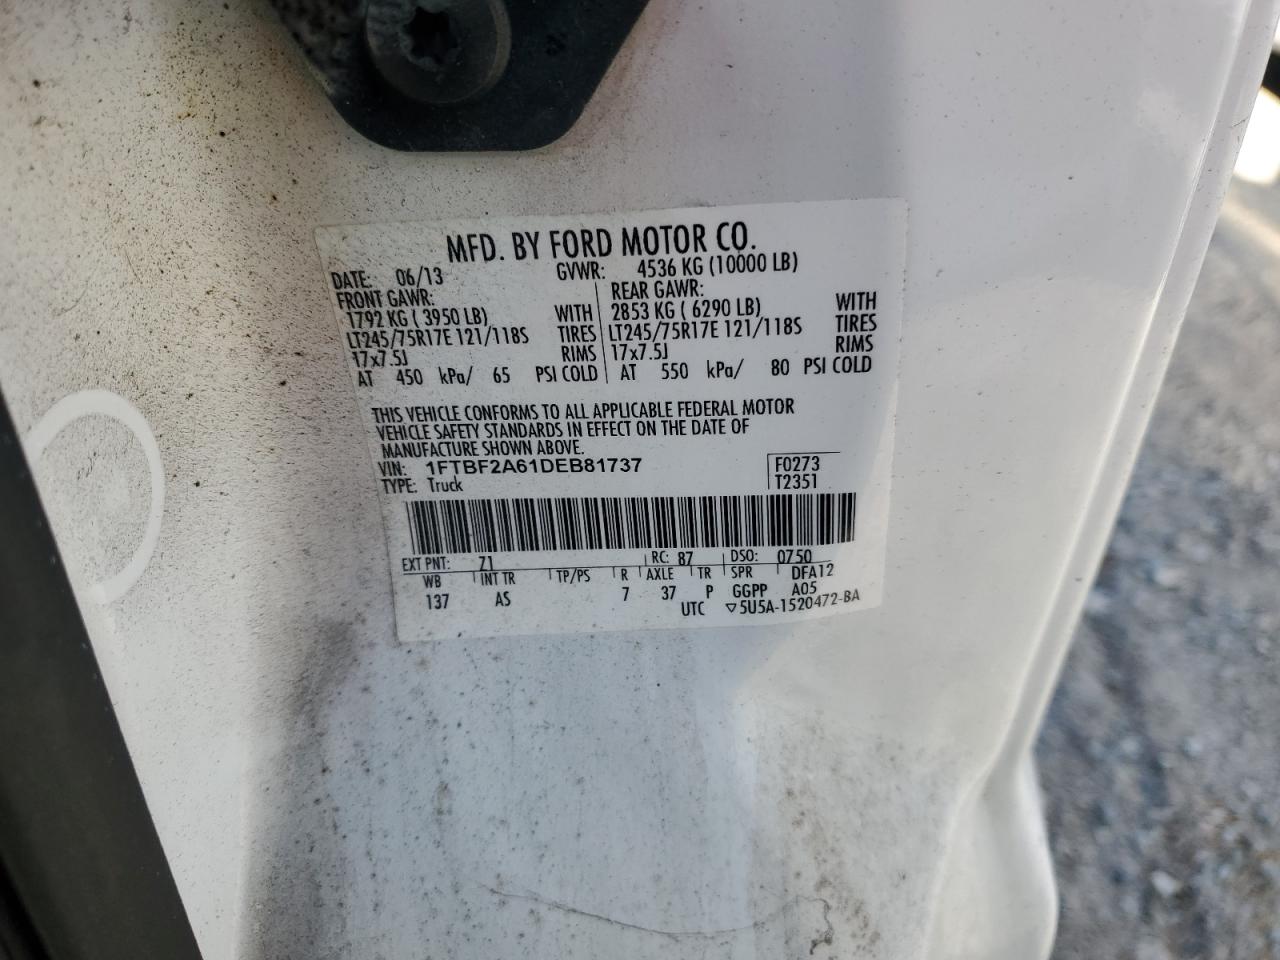 MFD. BY FORD MOTOR CO.
DATE: 06/13 GVWR: 4536 KG (10000 LB)
FRONT GAWR: REAR GAWR:
1792 KG ( 3950 LB) WITH 2853 KG ( 6290 LB) WITH
LT245/75R17E 121/118S TIRES LT245/75R17E 121/118S TIRES
17x7.5J RIMS 17x7.5J RIMS
AT 450 kPa/ 65 PSI COLD AT 550 kPa/ 80 PSI COLD
THIS VEHICLE CONFORMS TO ALL APPLICABLE FEDERAL MOTOR
VEHICLE SAFETY STANDARDS IN EFFECT ON THE DATE OF
MANUFACTURE SHOWN ABOVE.
VIN: 1FTBF2A61DEB81737 F0273
TYPE: Truck T2351
EXT PNT: Z1 RC: 87 DSO: 0750
WB INT TR TP/PS R AXLE TR SPR DFA12
137 AS 7 37 P GGPP A05
UTC ▽5U5A-1520472-BA